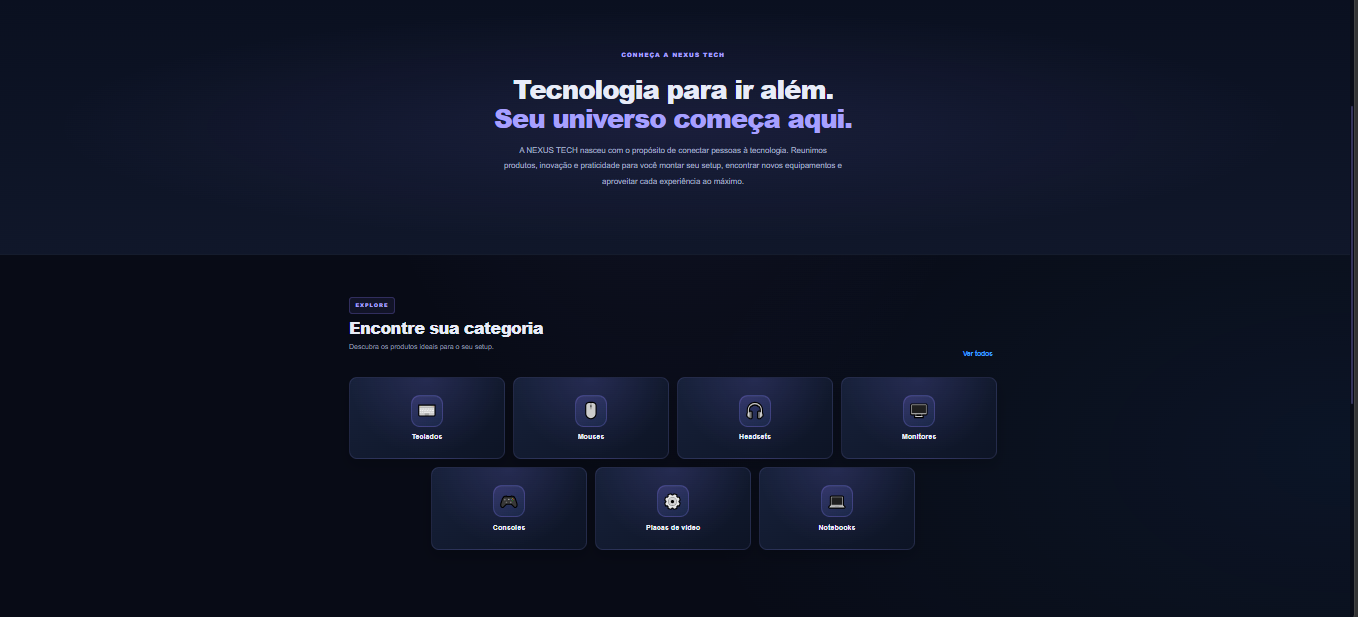 CONHEÇA A NEXUS TECH
Tecnologia para ir além.
Seu universo começa aqui.
A NEXUS TECH nasceu com o propósito de conectar pessoas à tecnologia. Reunimos
produtos, inovação e praticidade para você montar seu setup, encontrar novos equipamentos e
aproveitar cada experiência ao máximo.
EXPLORE
Encontre sua categoria
Descubra os produtos ideais para o seu setup.
Ver todos
Teclados
Mouses
Headsets
Monitores
Consoles
Placas de vídeo
Notebooks